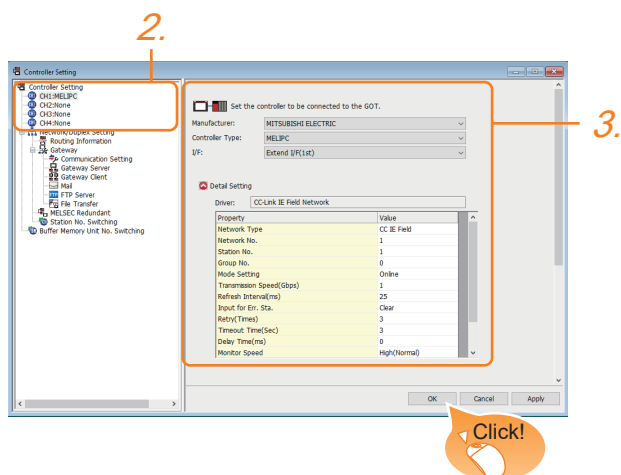 2.
Controller Setting
Controller Setting
CH1:MELIPC
CH2:None
CH3:None
CH4:None
Network/Duplex Setting
Routing Information
Gateway
Communication Setting
Gateway Server
Gateway Client
Mail
FTP Server
File Transfer
MELSEC Redundant
Station No. Switching
Buffer Memory Unit No. Switching
Set the controller to be connected to the GOT.
Manufacturer: MITSUBISHI ELECTRIC
Controller Type: MELIPC
I/F: Extend I/F(1st)
3.
Detail Setting
Driver: CC-Link IE Field Network
Property Value
Network Type CC IE Field
Network No. 1
Station No. 1
Group No. 0
Mode Setting Online
Transmission Speed(Gbps) 1
Refresh Interval(ms) 25
Input for Err. Sta. Clear
Retry(Times) 3
Timeout Time(Sec) 3
Delay Time(ms) 0
Monitor Speed High(Normal)
OK Cancel Apply
Click!